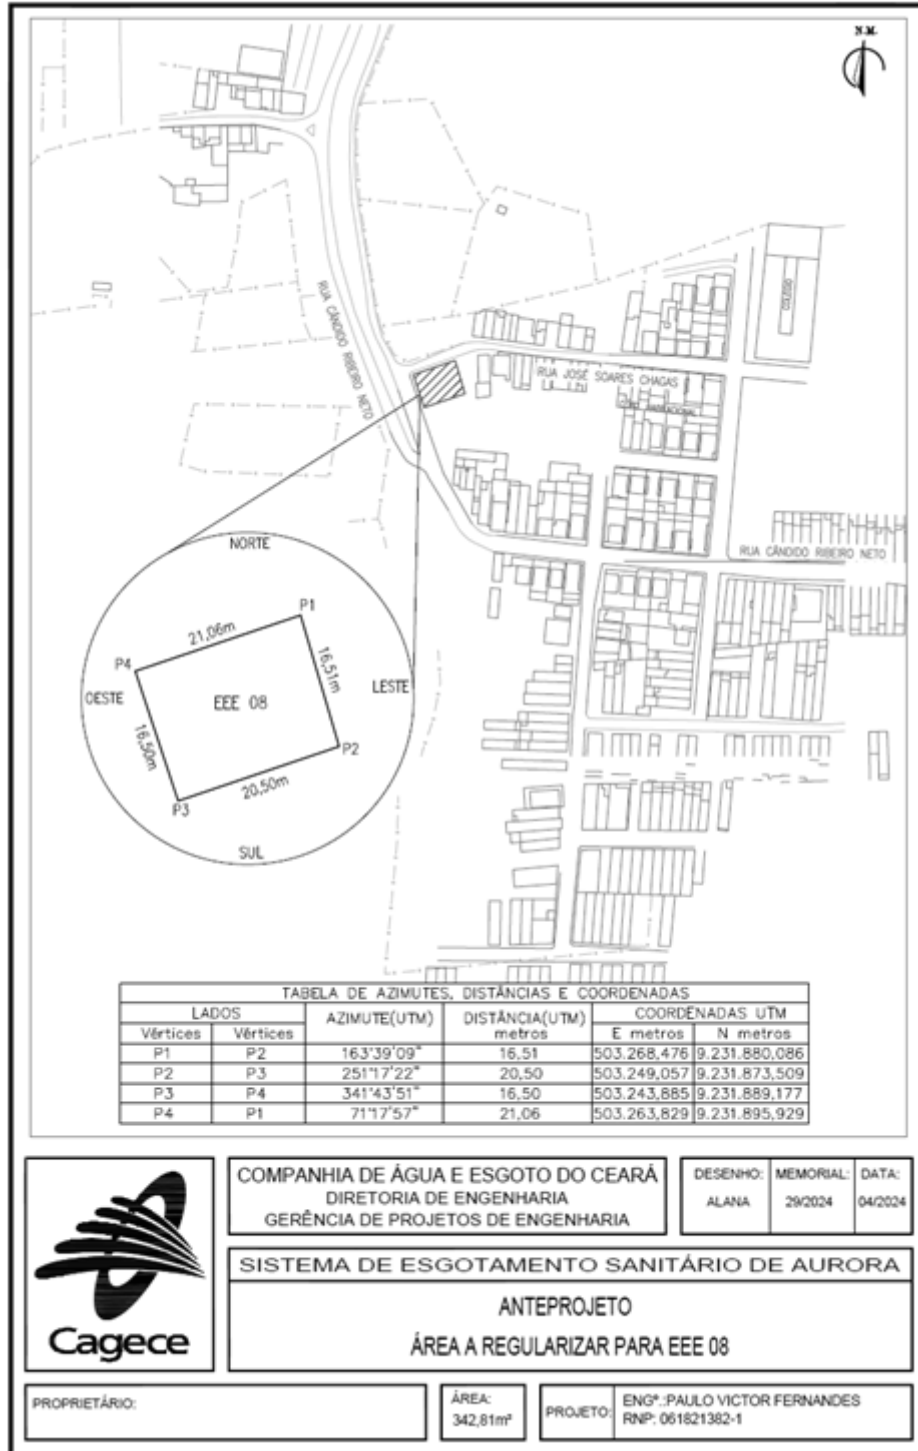 N.M.
COLÉGIO
RUA CÂNDIDO RIBEIRO NETO
RUA JOSÉ SOARES CHAGAS
RUA CÂNDIDO RIBEIRO NETO
NORTE
P1
21,06m
16,51m
P4
OESTE
EEE 08
LESTE
16,50m
P2
20,50m
P3
SUL
TABELA DE AZIMUTES, DISTÂNCIAS E COORDENADAS
LADOS AZIMUTE(UTM) DISTÂNCIA(UTM) metros COORDENADAS UTM
Vértices Vértices E metros N metros
P1 P2 163°39'09" 16,51 503.268,476 9.231.880,086
P2 P3 251°17'22" 20,50 503.249,057 9.231.873,509
P3 P4 341°43'51" 16,50 503.243,885 9.231.889,177
P4 P1 71°17'57" 21,06 503.263,829 9.231.895,929
Cagece
COMPANHIA DE ÁGUA E ESGOTO DO CEARÁ
DIRETORIA DE ENGENHARIA
GERÊNCIA DE PROJETOS DE ENGENHARIA
DESENHO: MEMORIAL: DATA:
ALANA 29/2024 04/2024
SISTEMA DE ESGOTAMENTO SANITÁRIO DE AURORA
ANTEPROJETO
ÁREA A REGULARIZAR PARA EEE 08
PROPRIETÁRIO:
ÁREA:
342,81m²
PROJETO:
ENGº.:PAULO VICTOR FERNANDES
RNP: 061821382-1